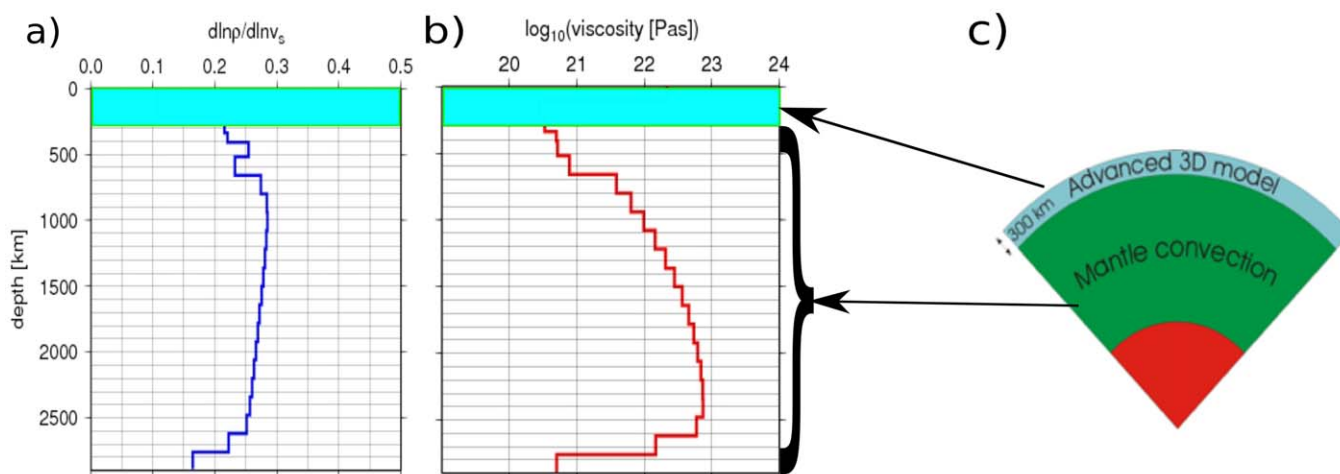 a)
dlnρ/dlnvₛ
0.0 0.1 0.2 0.3 0.4 0.5
0
500
1000
1500
2000
2500
depth [km]
b)
log₁₀(viscosity [Pas])
20 21 22 23 24
c)
Advanced 3D model
300 km
Mantle convection